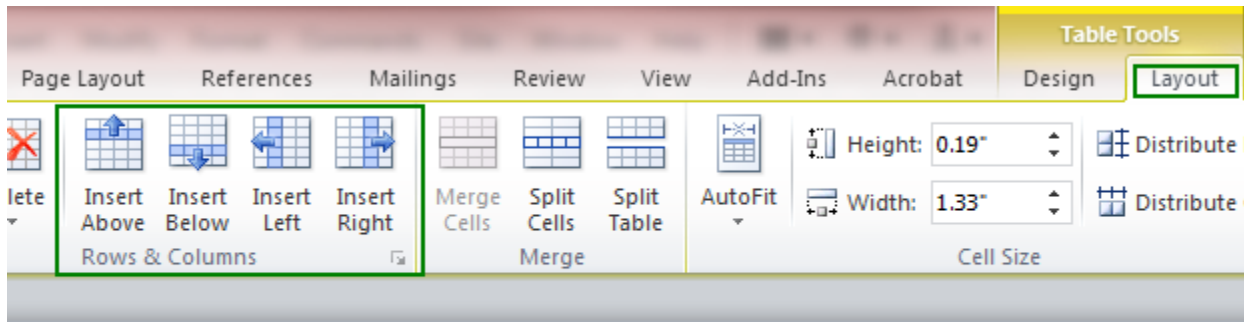 Table Tools
Page Layout References Mailings Review View Add-Ins Acrobat Design Layout
Height: 0.19" Distribute
lete Insert Insert Insert Insert Merge Split Split AutoFit Width: 1.33" Distribute
Above Below Left Right Cells Cells Table
Rows & Columns Merge Cell Size